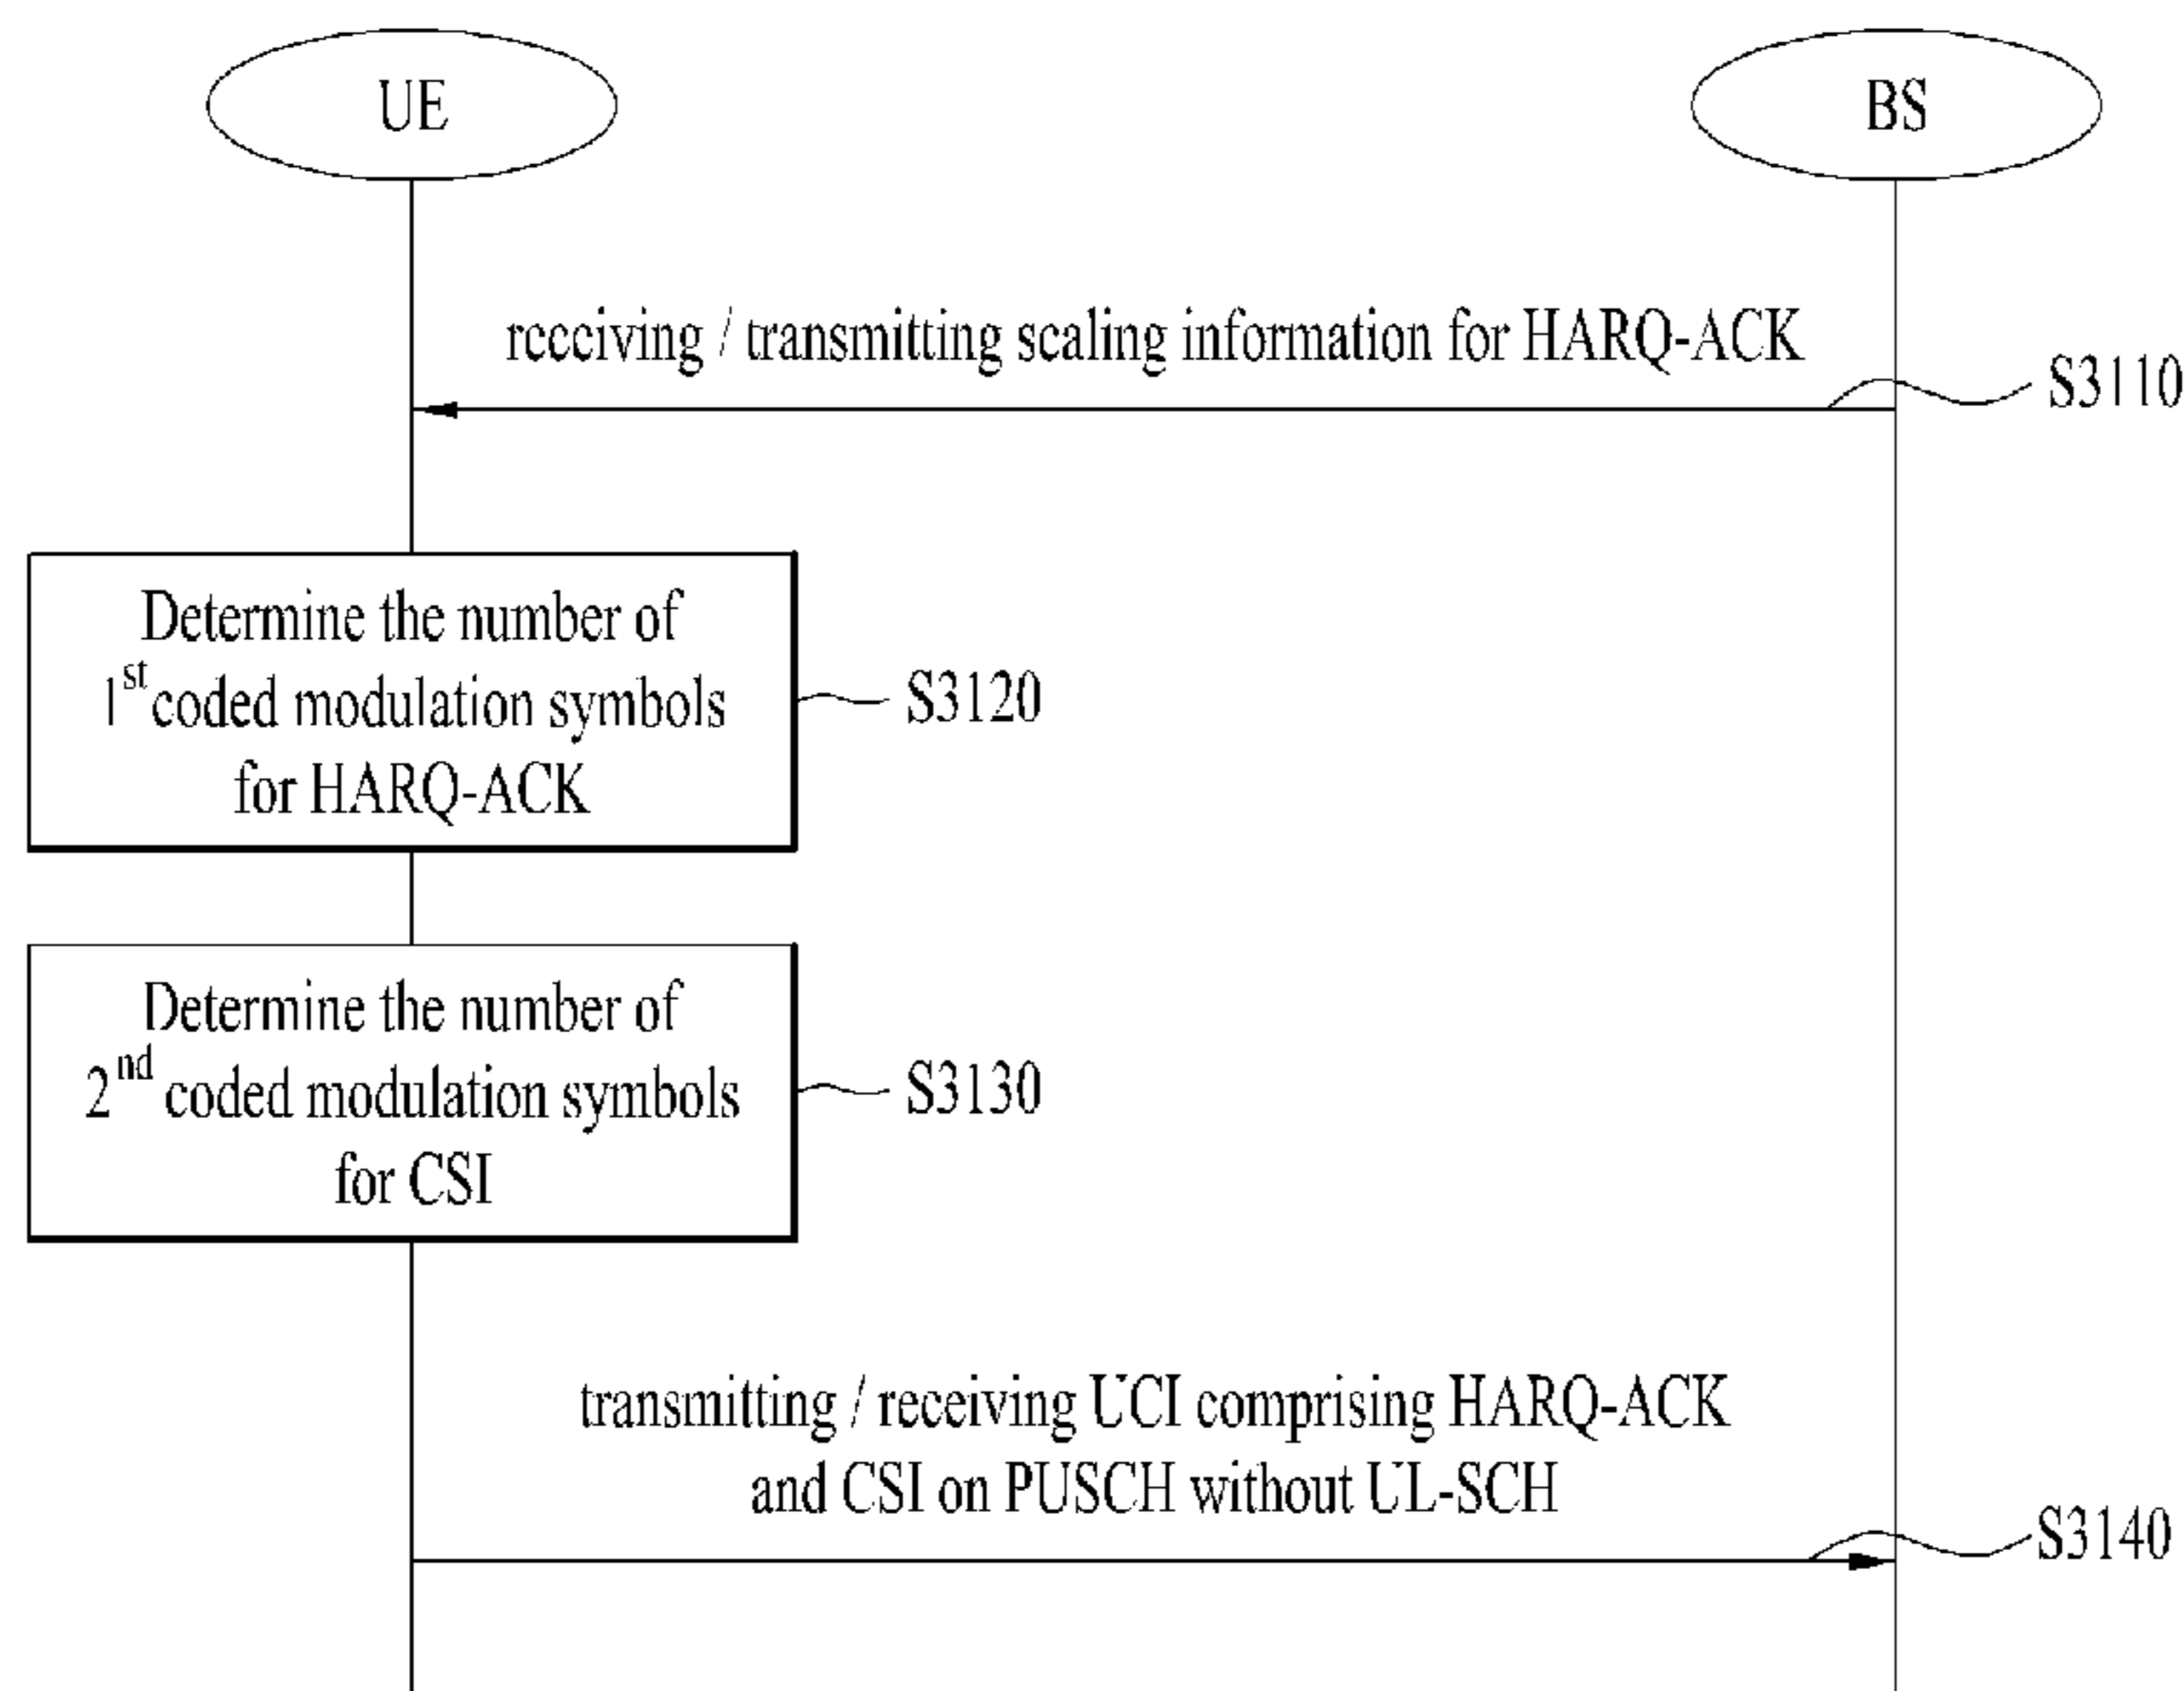 UE
BS
receiving / transmitting scaling information for HARQ-ACK
S3110
Determine the number of
1st coded modulation symbols
for HARQ-ACK
S3120
Determine the number of
2nd coded modulation symbols
for CSI
S3130
transmitting / receiving UCI comprising HARQ-ACK
and CSI on PUSCH without UL-SCH
S3140